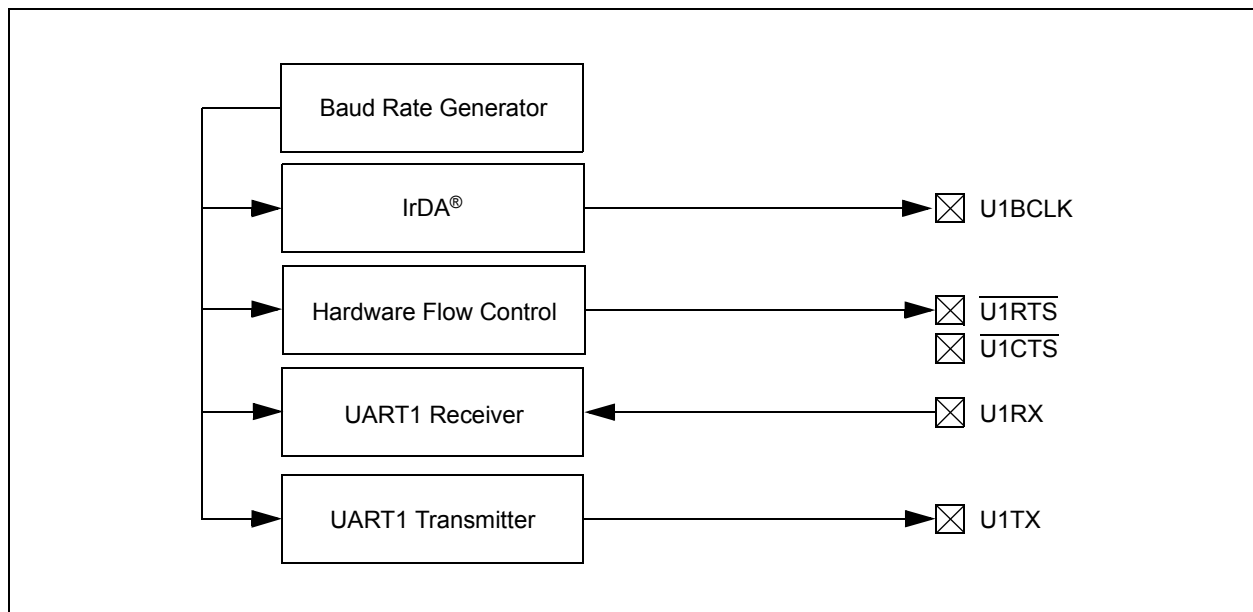 Baud Rate Generator
IrDA®
U1BCLK
Hardware Flow Control
U1RTS
U1CTS
UART1 Receiver
U1RX
UART1 Transmitter
U1TX